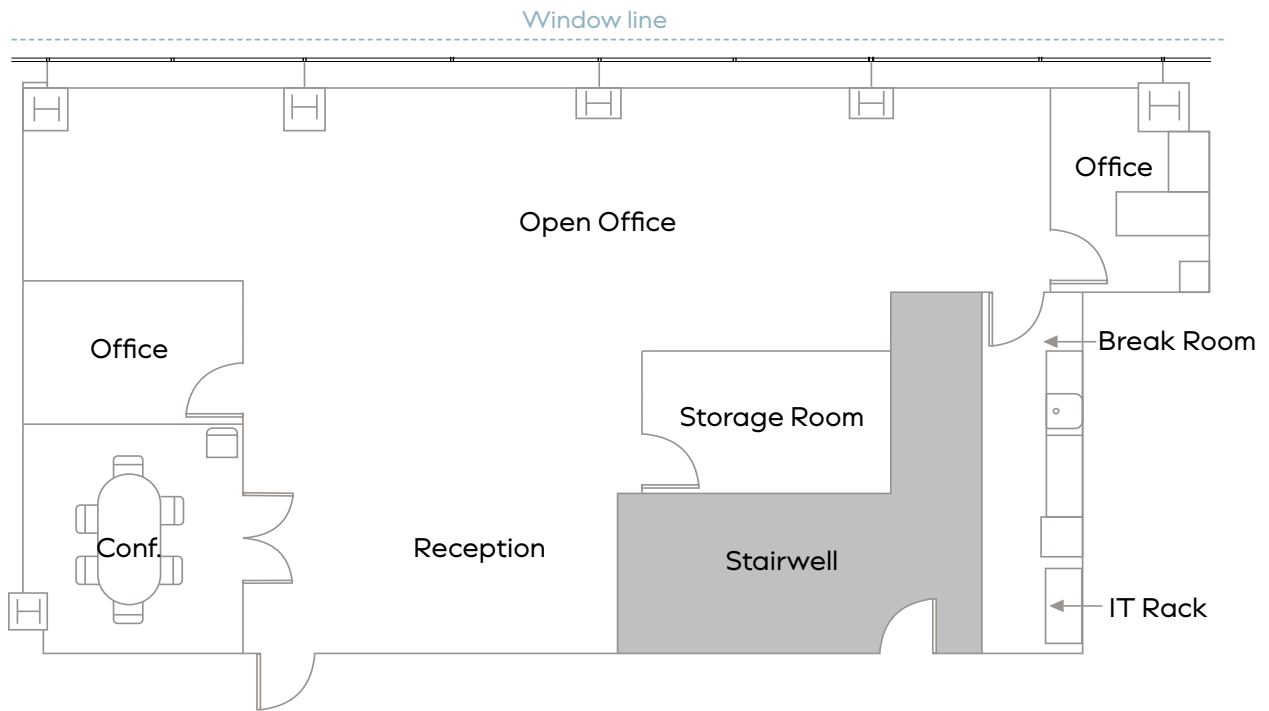 Window line
Office
Open Office
Office
Break Room
Storage Room
Conf.
Reception
Stairwell
IT Rack